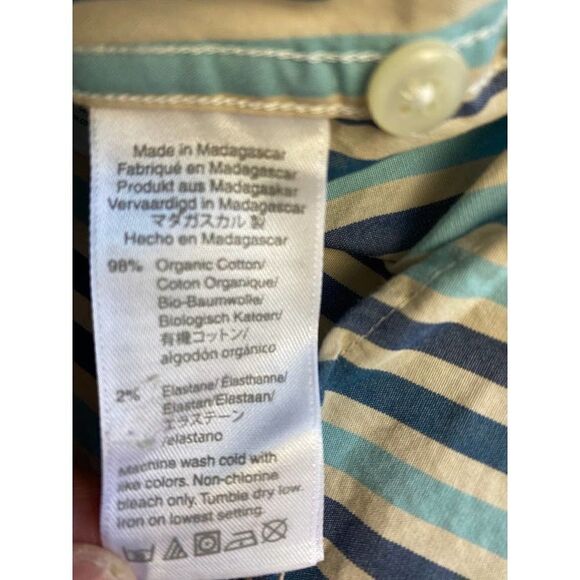 Made in Madagascar
Fabriqué en Madagascar
Produkt aus Madagaskar
Vervaardigd in Madagascar
マダガスカル 製
Hecho en Madagascar
98% Organic Cotton/
Coton Organique/
Bio-Baumwolle/
Biologisch Katoen/
有機コットン/
algodón orgánico
2% Elastane/Élasthanne/
Elastan/Elastaan/
エラステーン/
elastano
Machine wash cold with
like colors. Non-chlorine
bleach only. Tumble dry low.
Iron on lowest setting.